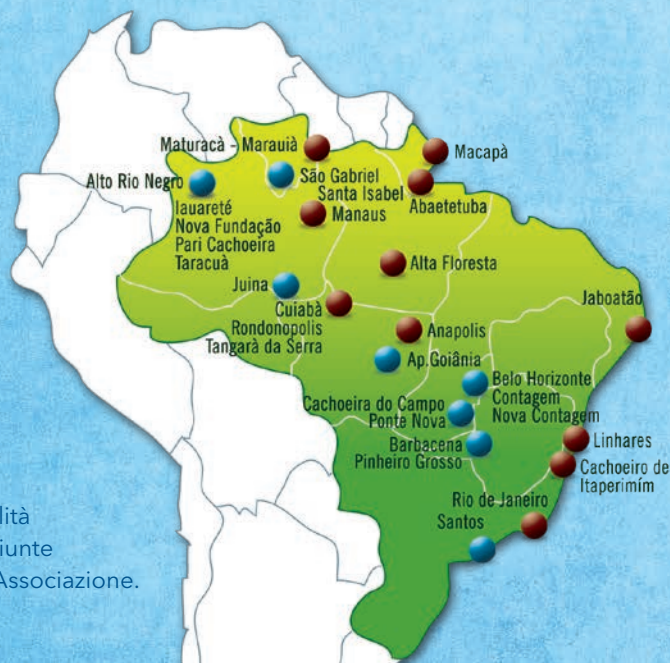 Maturacà - Marauià
Macapà
Alto Rio Negro
São Gabriel
Santa Isabel
Abaetetuba
Iauareté
Nova Fundação
Pari Cachoeira
Taracuà
Manaus
Alta Floresta
Juina
Cuiabà
Rondonopolis
Tangarà da Serra
Jaboatão
Anapolis
Ap.Goiânia
Belo Horizonte
Contagem
Nova Contagem
Cachoeira do Campo
Ponte Nova
Barbacena
Pinheiro Grosso
Linhares
Cachoeiro de
Itaperimím
Rio de Janeiro
Santos
lità
iunte
Associazione.